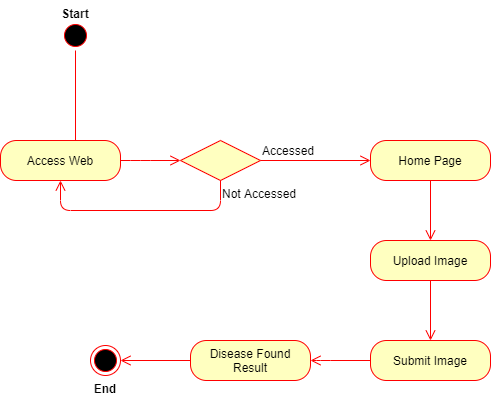 Start
Access Web
Accessed
Home Page
Not Accessed
Upload Image
Disease Found
Result
Submit Image
End